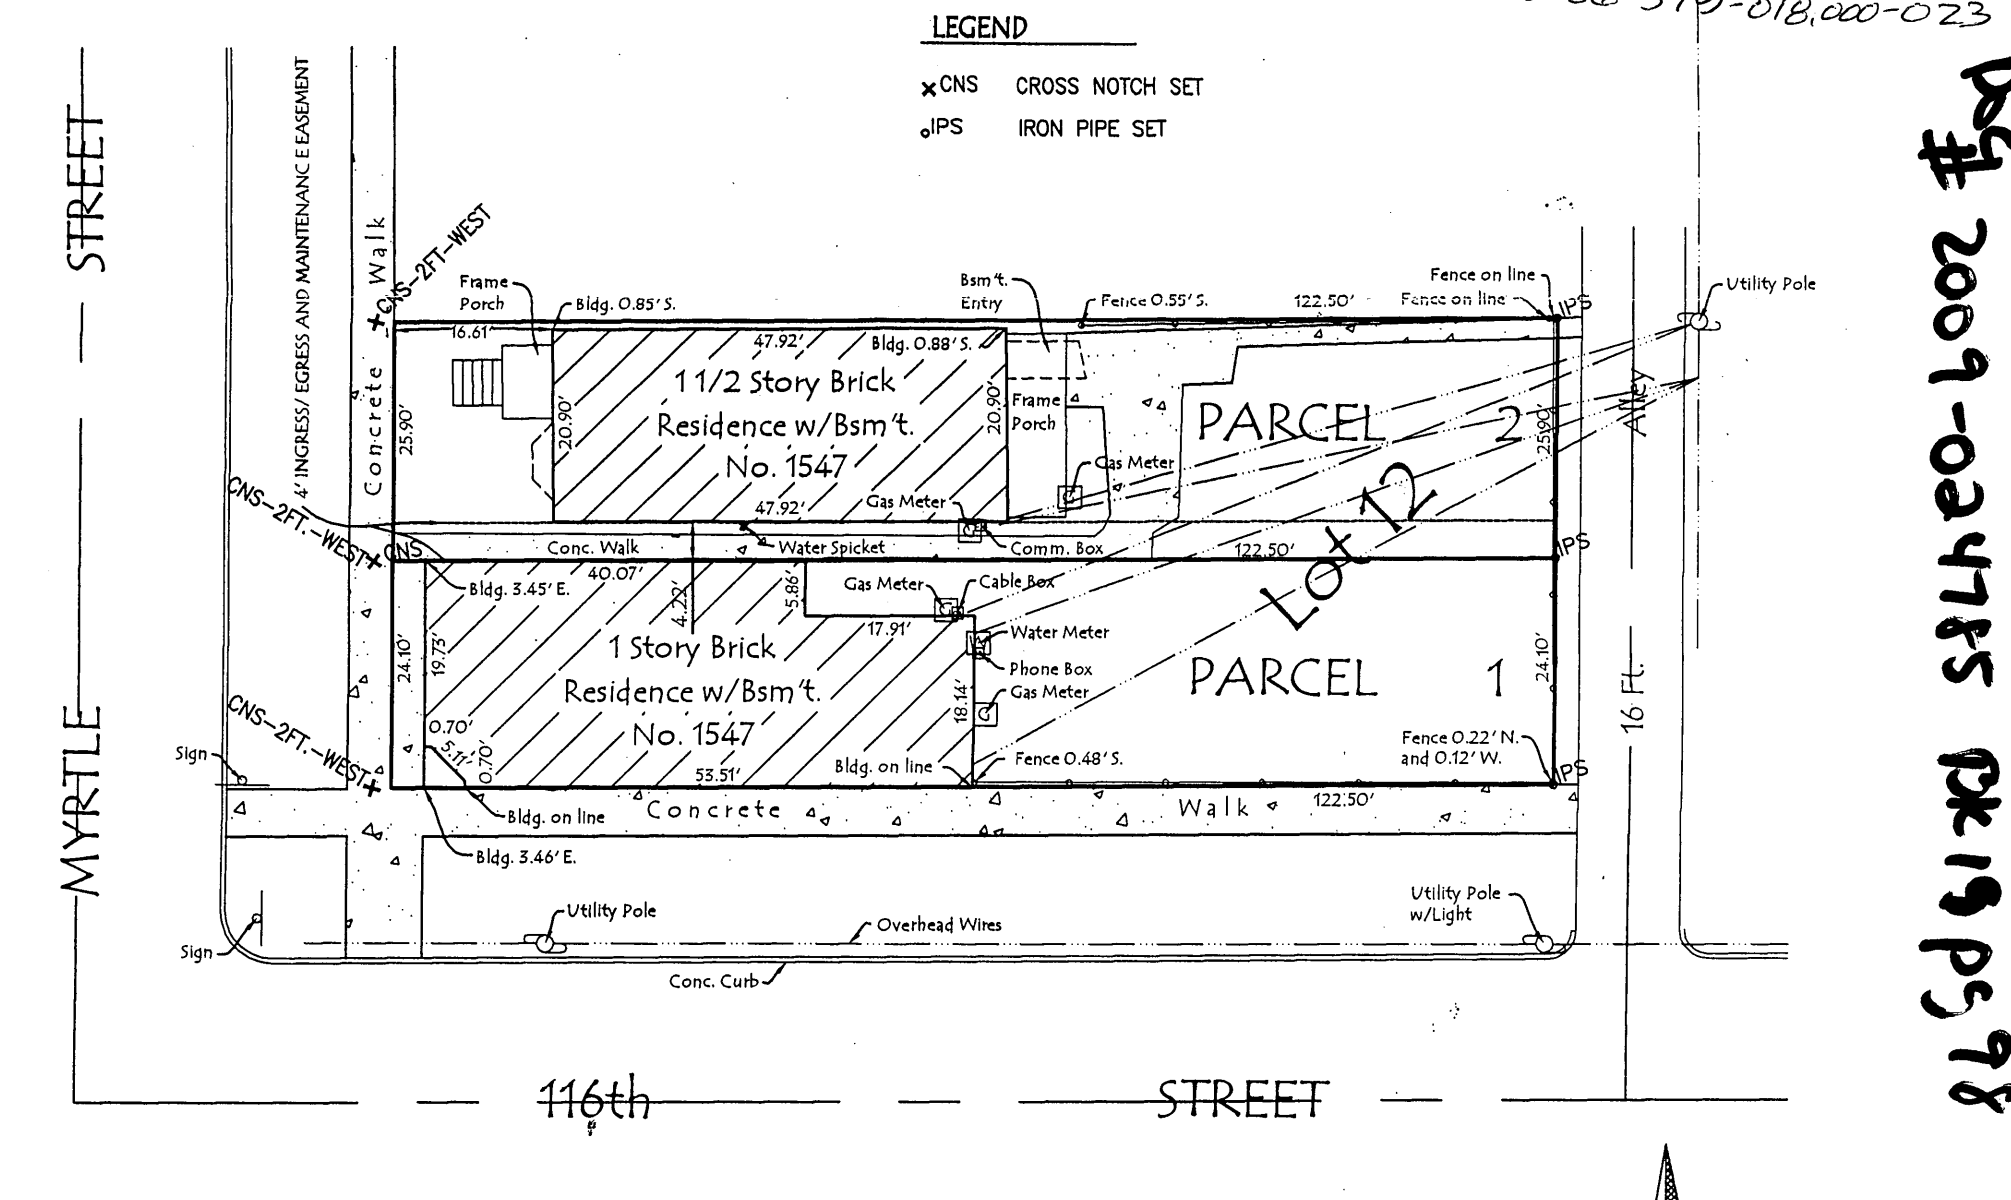 -018.000-023
LEGEND
CNS CROSS NOTCH SET
IPS IRON PIPE SET
STREET
MYRTLE
4' INGRESS/ EGRESS AND MAINTENANCE EASEMENT
Concrete Walk
CNS-2FT-WEST
Frame
Porch
Bldg. 0.85' S.
Bsm't.
Entry
Fence 0.55' S.
122.50'
Fence on line
Fence on line
IPS
Utility Pole
16.61'
47.92'
Bldg. 0.88' S.
1 1/2 Story Brick
Residence w/Bsm't.
No. 1547
25.90'
20.90'
20.90'
47.92'
Frame
Porch
Gas Meter
Gas Meter
PARCEL 2
25.90'
Alley
Lot 12
CNS-2FT.-WEST
CNS
Conc. Walk
Water Spicket
Comm. Box
122.50'
IPS
40.07'
Bldg. 3.45' E.
4.22'
5.86'
Gas Meter
Cable Box
17.91'
Water Meter
Phone Box
Gas Meter
1 Story Brick
Residence w/Bsm't.
No. 1547
24.10'
19.73'
18.14'
PARCEL 1
24.10'
16 Ft.
CNS-2FT.-WEST
Sign
0.70'
5.11'
0.70'
53.51'
Bldg. on line
Fence 0.48' S.
Fence 0.22' N.
and 0.12' W.
IPS
Bldg. on line
Concrete Walk
122.50'
Bldg. 3.46' E.
Sign
Utility Pole
Overhead Wires
Utility Pole
w/Light
Conc. Curb
116th STREET
# 2009-024785 BK 19 pg 98